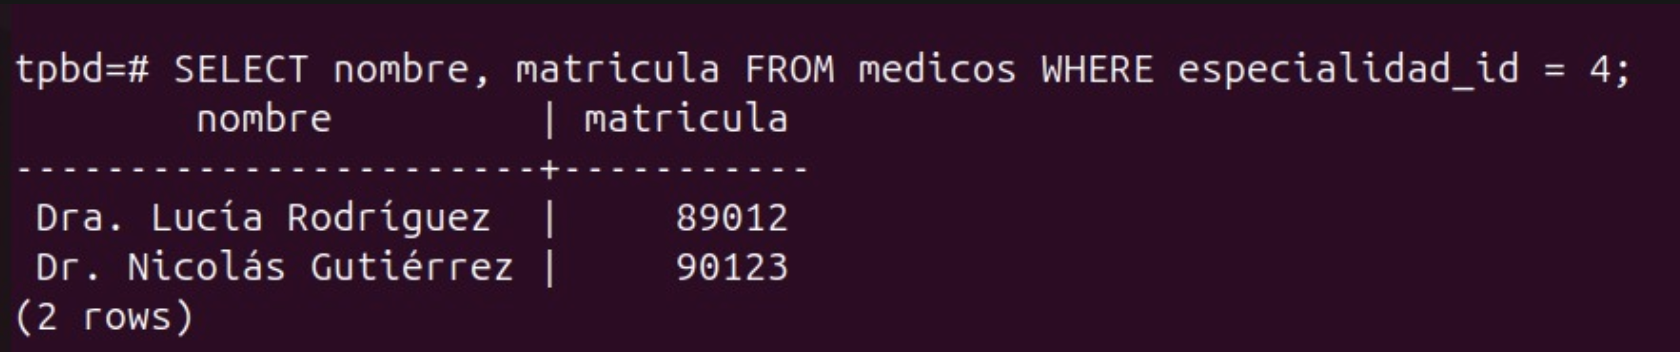 tpbd=# SELECT nombre, matricula FROM medicos WHERE especialidad_id = 4;
        nombre         | matricula
-----------------------+-----------
 Dra. Lucía Rodríguez  |     89012
 Dr. Nicolás Gutiérrez |     90123
(2 rows)